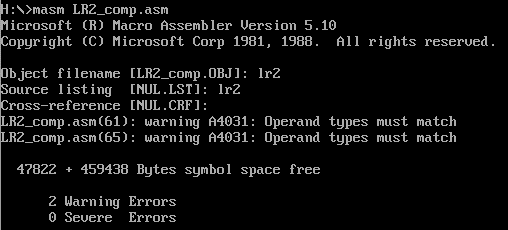 H:\>masm LR2_comp.asm
Microsoft (R) Macro Assembler Version 5.10
Copyright (C) Microsoft Corp 1981, 1988.  All rights reserved.
Object filename [LR2_comp.OBJ]: lr2
Source listing  [NUL.LST]: lr2
Cross-reference [NUL.CRF]:
LR2_comp.asm(61): warning A4031: Operand types must match
LR2_comp.asm(65): warning A4031: Operand types must match
47822 + 459438 Bytes symbol space free
2 Warning Errors
0 Severe  Errors